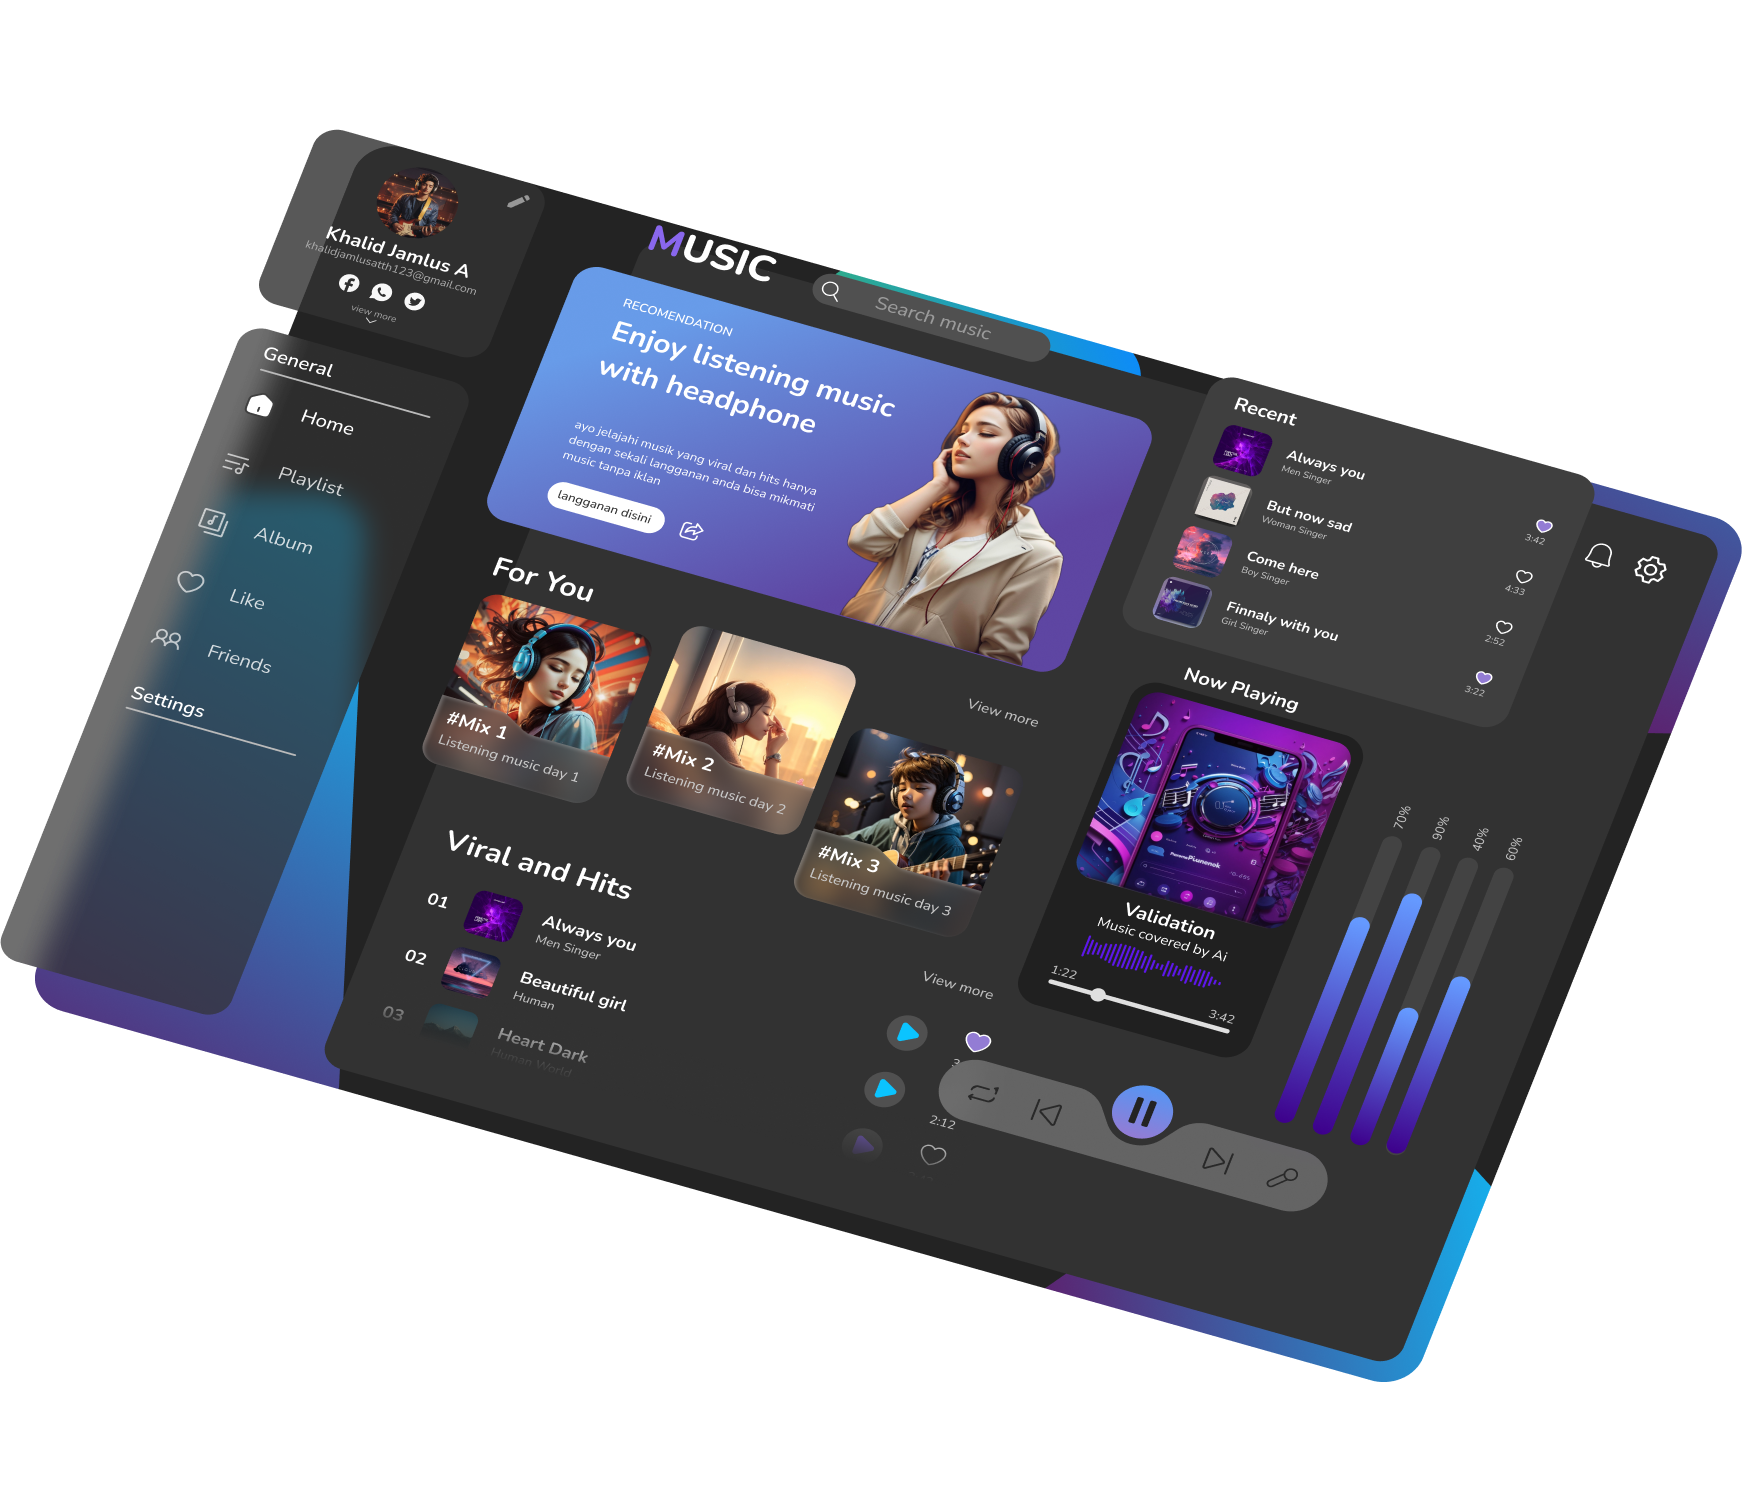 Khalid Jamlus A
khalidjamlusatth123@gmail.com
view more
General
Home
Playlist
Album
Like
Friends
Settings
MUSIC
Search music
RECOMENDATION
Enjoy listening music
with headphone
ayo jelajahi musik yang viral dan hits hanya
dengan sekali langganan anda bisa mikmati
music tanpa iklan
langganan disini
For You
View more
#Mix 1
Listening music day 1
#Mix 2
Listening music day 2
#Mix 3
Listening music day 3
Viral and Hits
View more
01
Always you
Men Singer
02
Beautiful girl
Human
2:12
03
Heart Dark
Human World
Recent
Always you
Men Singer
3:42
But now sad
Woman Singer
4:33
Come here
Boy Singer
2:52
Finnaly with you
Girl Singer
3:22
Now Playing
Validation
Music covered by Ai
1:22
3:42
70%
90%
40%
60%